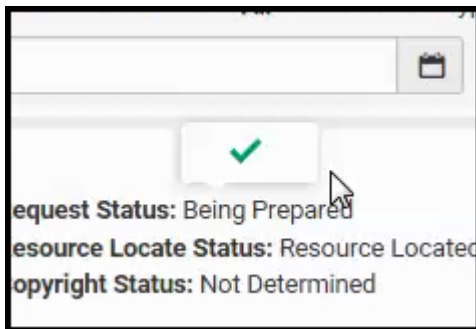 equest Status: Being Prepared
esource Locate Status: Resource Located
opyright Status: Not Determined